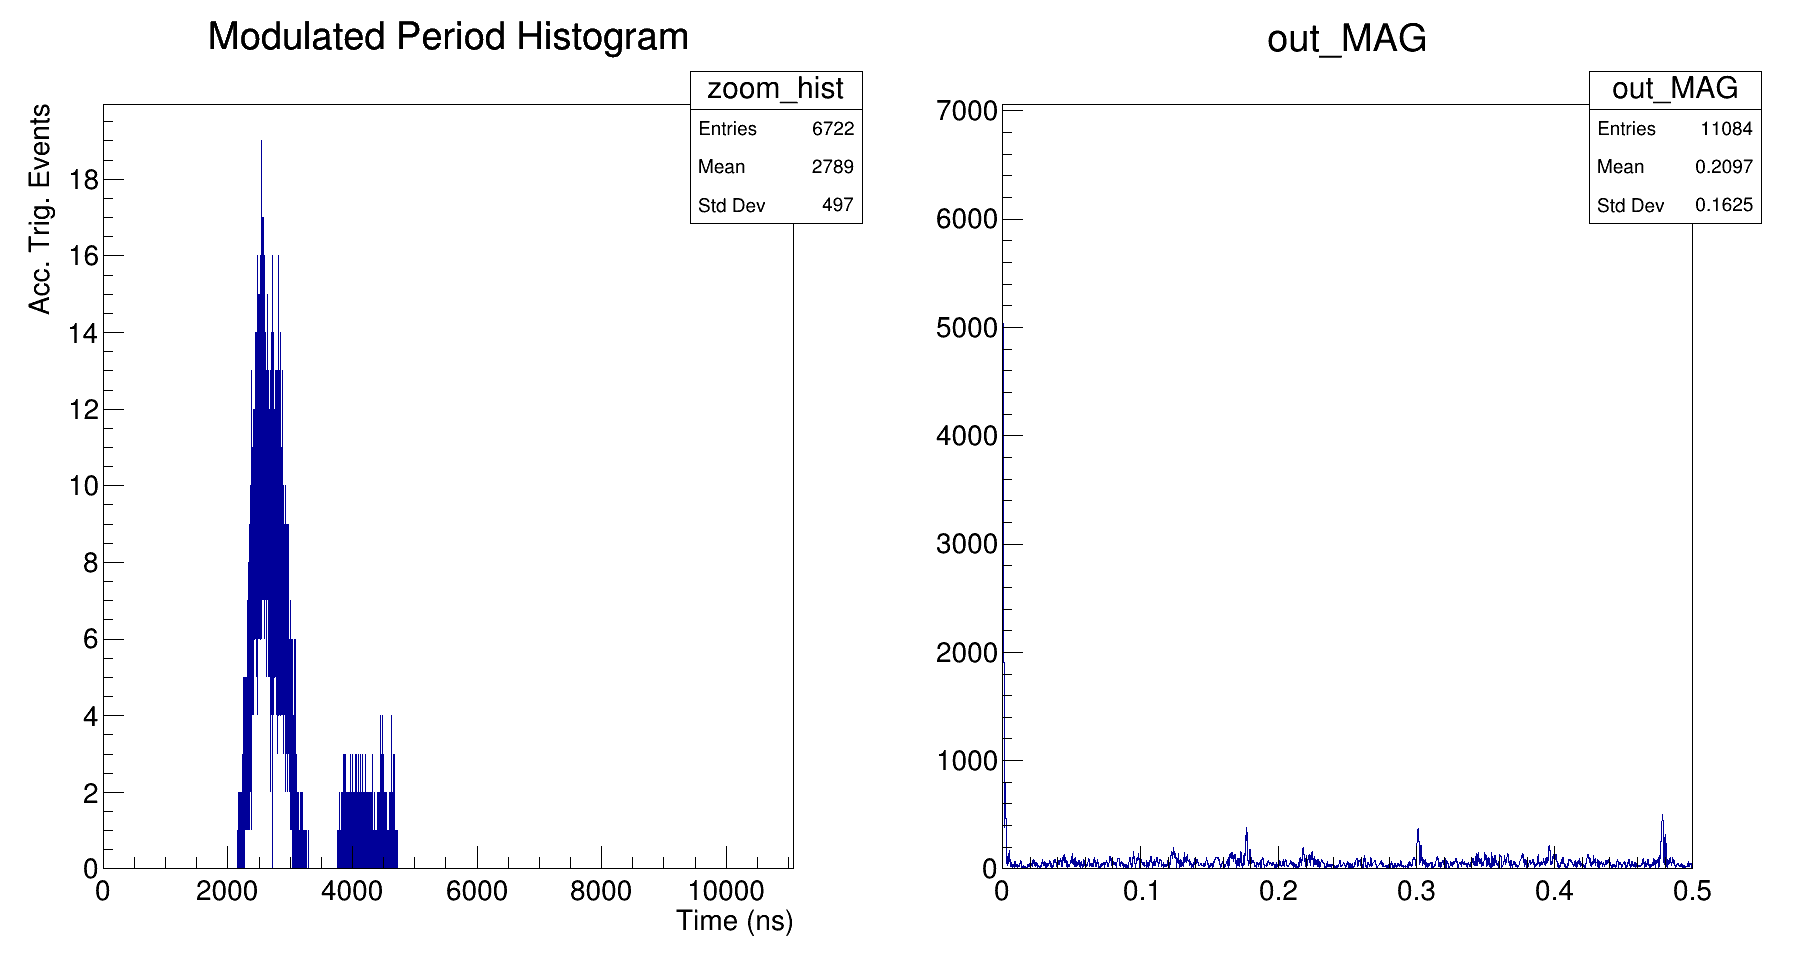 Modulated Period Histogram
zoom_hist
Entries 6722
Mean 2789
Std Dev 497
Acc. Trig. Events
18
16
14
12
10
8
6
4
2
0
0 2000 4000 6000 8000 10000
Time (ns)
out_MAG
out_MAG
Entries 11084
Mean 0.2097
Std Dev 0.1625
7000
6000
5000
4000
3000
2000
1000
0
0 0.1 0.2 0.3 0.4 0.5